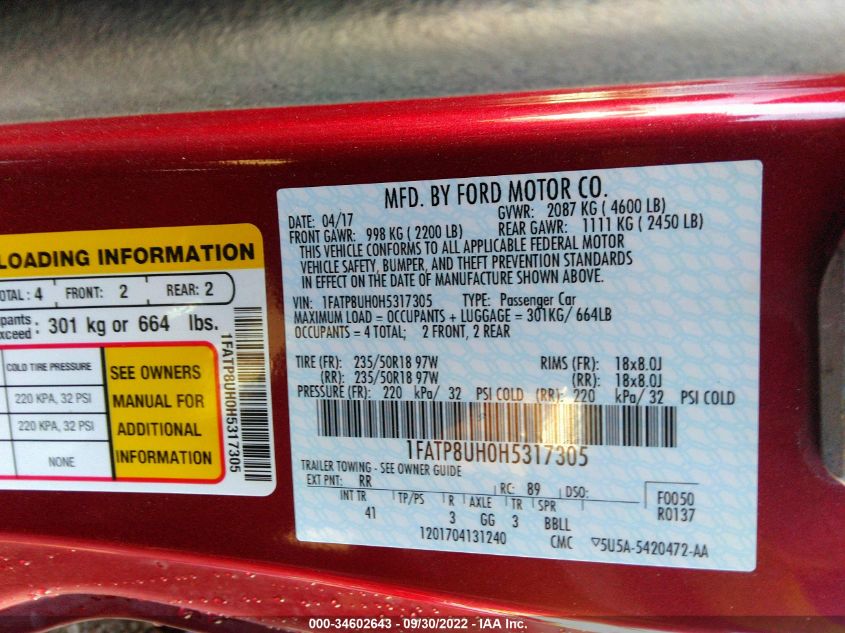 LOADING INFORMATION
TOTAL: 4 FRONT: 2 REAR: 2
301 kg or 664 lbs.
COLD TIRE PRESSURE
220 KPA, 32 PSI
220 KPA, 32 PSI
NONE
SEE OWNERS
MANUAL FOR
ADDITIONAL
INFORMATION
1FATP8UH0H5317305
MFD. BY FORD MOTOR CO.
DATE: 04/17 GVWR: 2087 KG ( 4600 LB)
FRONT GAWR: 998 KG ( 2200 LB) REAR GAWR: 1111 KG ( 2450 LB)
THIS VEHICLE CONFORMS TO ALL APPLICABLE FEDERAL MOTOR
VEHICLE SAFETY, BUMPER, AND THEFT PREVENTION STANDARDS
IN EFFECT ON THE DATE OF MANUFACTURE SHOWN ABOVE.
VIN: 1FATP8UH0H5317305 TYPE: Passenger Car
MAXIMUM LOAD = OCCUPANTS + LUGGAGE = 301KG/ 664LB
OCCUPANTS = 4 TOTAL; 2 FRONT, 2 REAR
TIRE (FR): 235/50R18 97W RIMS (FR): 18x8.0J
(RR): 235/50R18 97W (RR): 18x8.0J
PRESSURE (FR): 220 kPa/ 32 PSI COLD (RR): 220 kPa/ 32 PSI COLD
1FATP8UH0H5317305
TRAILER TOWING - SEE OWNER GUIDE
EXT PNT: RR RC: 89 DSO: F0050
INT TR TP/PS R AXLE TR SPR R0137
41 3 GG 3 BBLL
1201704131240 CMC 5U5A-5420472-AA
000-34602643 - 09/30/2022 - IAA Inc.